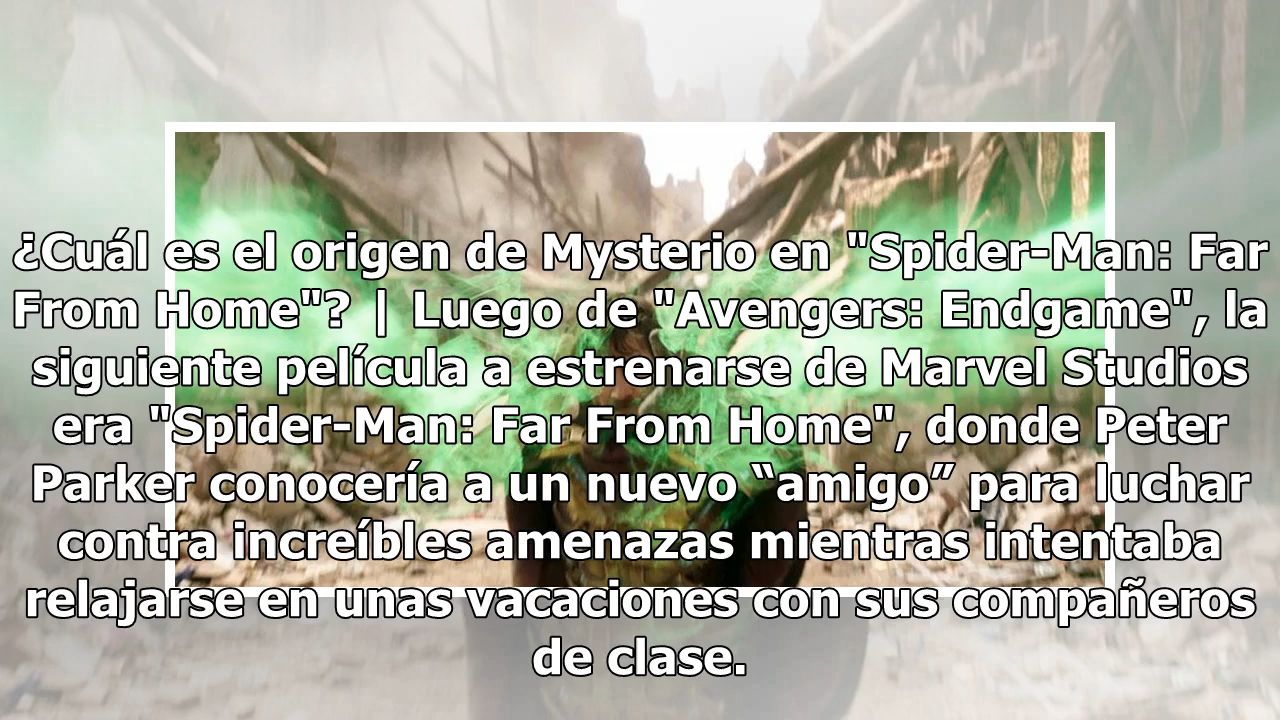 ¿Cuál es el origen de Mysterio en "Spider-Man: Far
From Home"? | Luego de "Avengers: Endgame", la
siguiente película a estrenarse de Marvel Studios
era "Spider-Man: Far From Home", donde Peter
Parker conocería a un nuevo “amigo” para luchar
contra increíbles amenazas mientras intentaba
relajarse en unas vacaciones con sus compañeros
de clase.